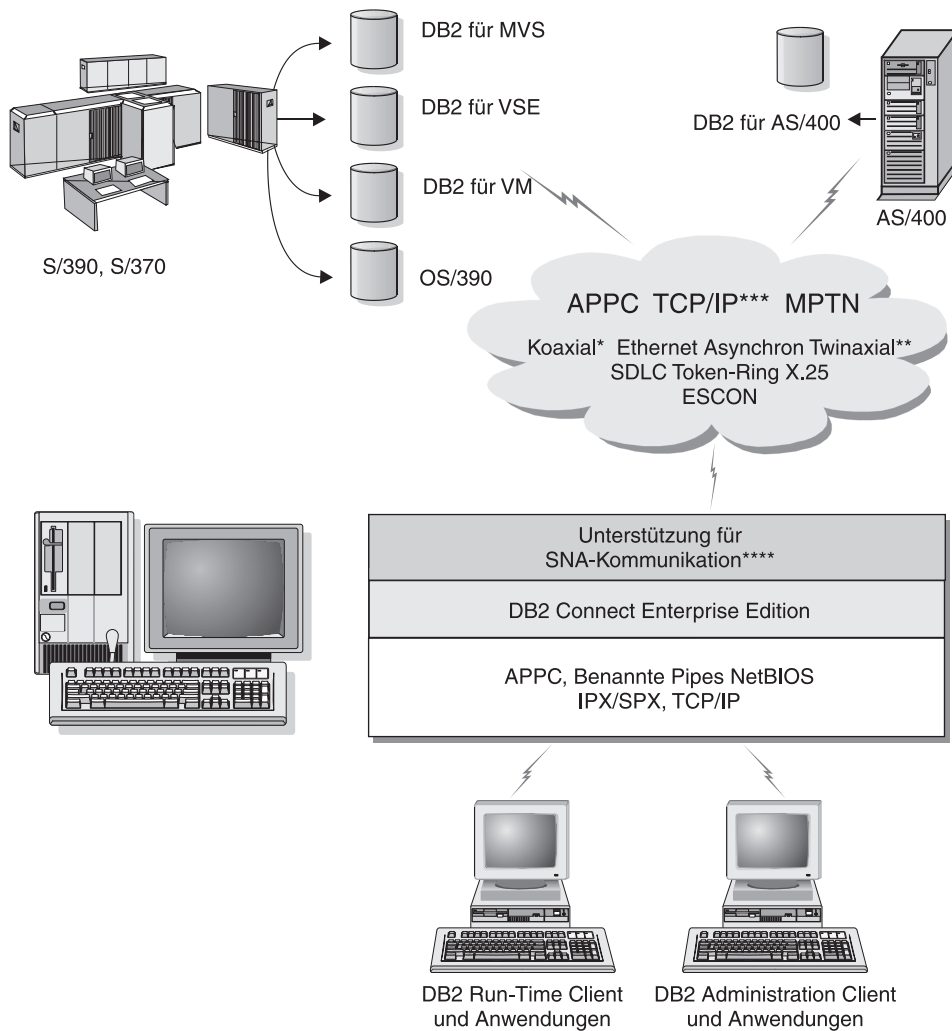 DB2 für MVS
DB2 für VSE
DB2 für VM
OS/390
S/390, S/370
DB2 für AS/400
AS/400
APPC TCP/IP*** MPTN
Koaxial* Ethernet Asynchron Twinaxial**
SDLC Token-Ring X.25
ESCON
Unterstützung für
SNA-Kommunikation****
DB2 Connect Enterprise Edition
APPC, Benannte Pipes NetBIOS
IPX/SPX, TCP/IP
DB2 Run-Time Client
und Anwendungen
DB2 Administration Client
und Anwendungen